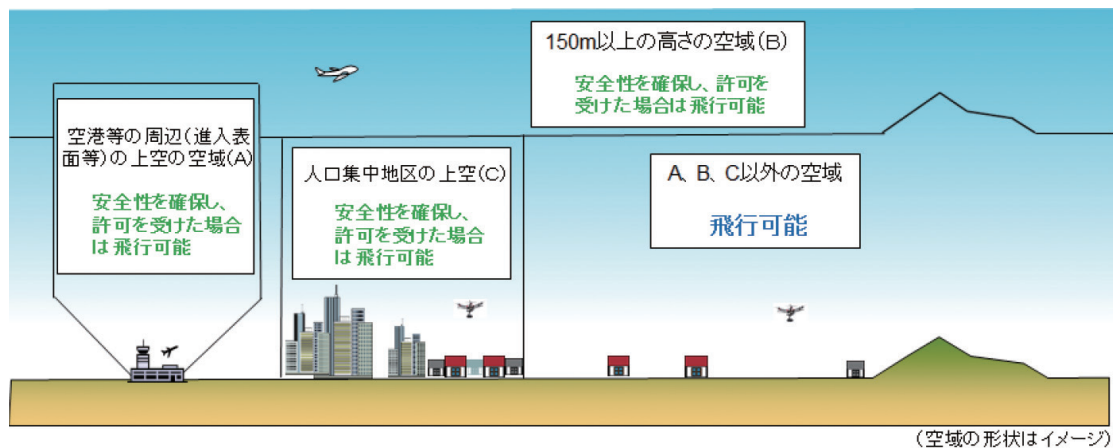 150m以上の高さの空域(B)
安全性を確保し、許可を
受けた場合は飛行可能
空港等の周辺(進入表
面等)の上空の空域(A)
安全性を確保し、
許可を受けた場合
は飛行可能
人口集中地区の上空(C)
安全性を確保し、
許可を受けた場合
は飛行可能
A、B、C以外の空域
飛行可能
(空域の形状はイメージ)